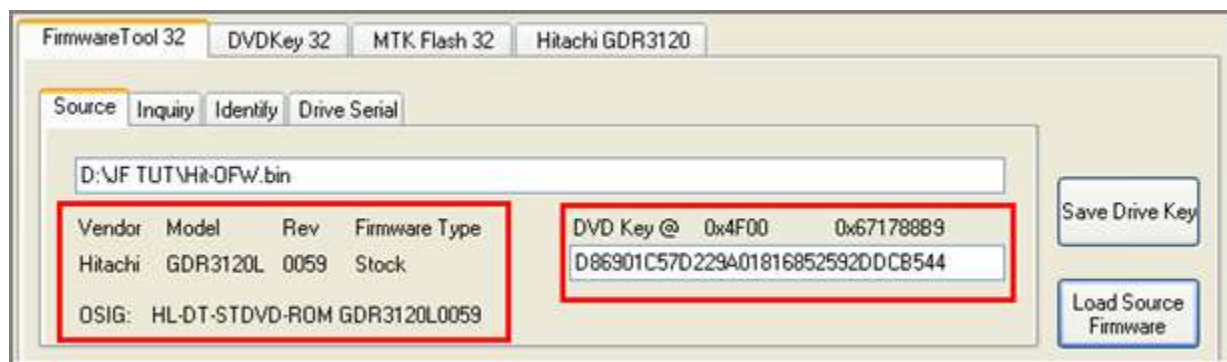 FirmwareTool 32 DVDKey 32 MTK Flash 32 Hitachi GDR3120
Source Inquiry Identify Drive Serial
D:\JF TUT\Hit-OFW.bin
Save Drive Key
Vendor Model Rev Firmware Type
Hitachi GDR3120L 0059 Stock
OSIG: HL-DT-STDVD-ROM GDR3120L0059
DVD Key @ 0x4F00 0x671788B9
D86901C57D229A01816852592DDCB544
Load Source
Firmware